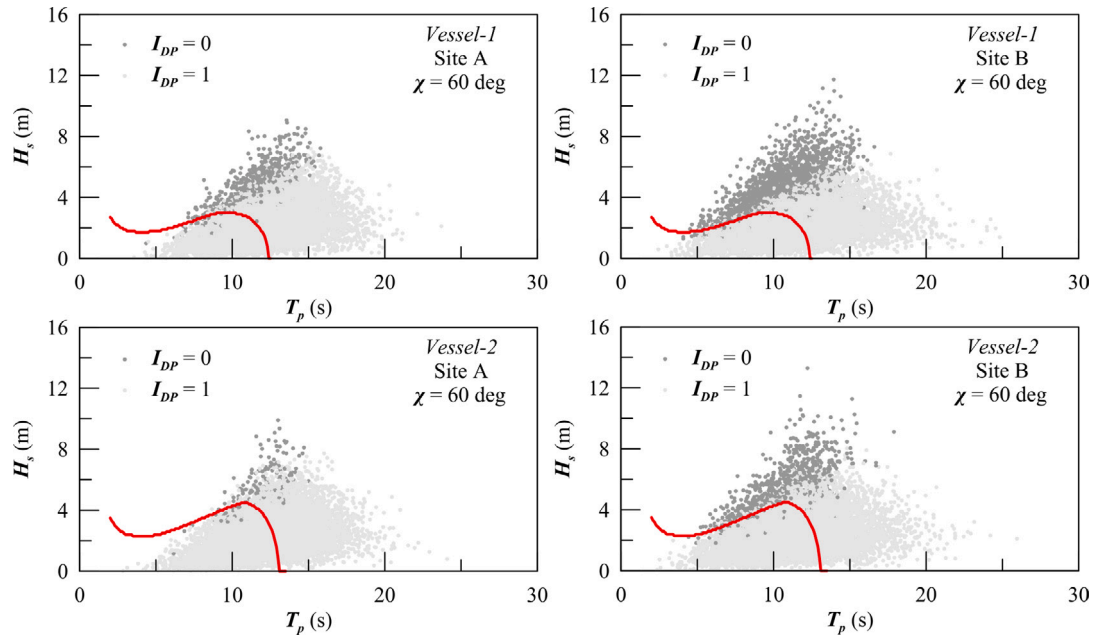 16
12
8
4
0
H_s (m)
I_DP = 0
I_DP = 1
Vessel-1
Site A
χ = 60 deg
0
10
20
30
T_p (s)
16
12
8
4
0
H_s (m)
I_DP = 0
I_DP = 1
Vessel-1
Site B
χ = 60 deg
0
10
20
30
T_p (s)
16
12
8
4
0
H_s (m)
I_DP = 0
I_DP = 1
Vessel-2
Site A
χ = 60 deg
0
10
20
30
T_p (s)
16
12
8
4
0
H_s (m)
I_DP = 0
I_DP = 1
Vessel-2
Site B
χ = 60 deg
0
10
20
30
T_p (s)